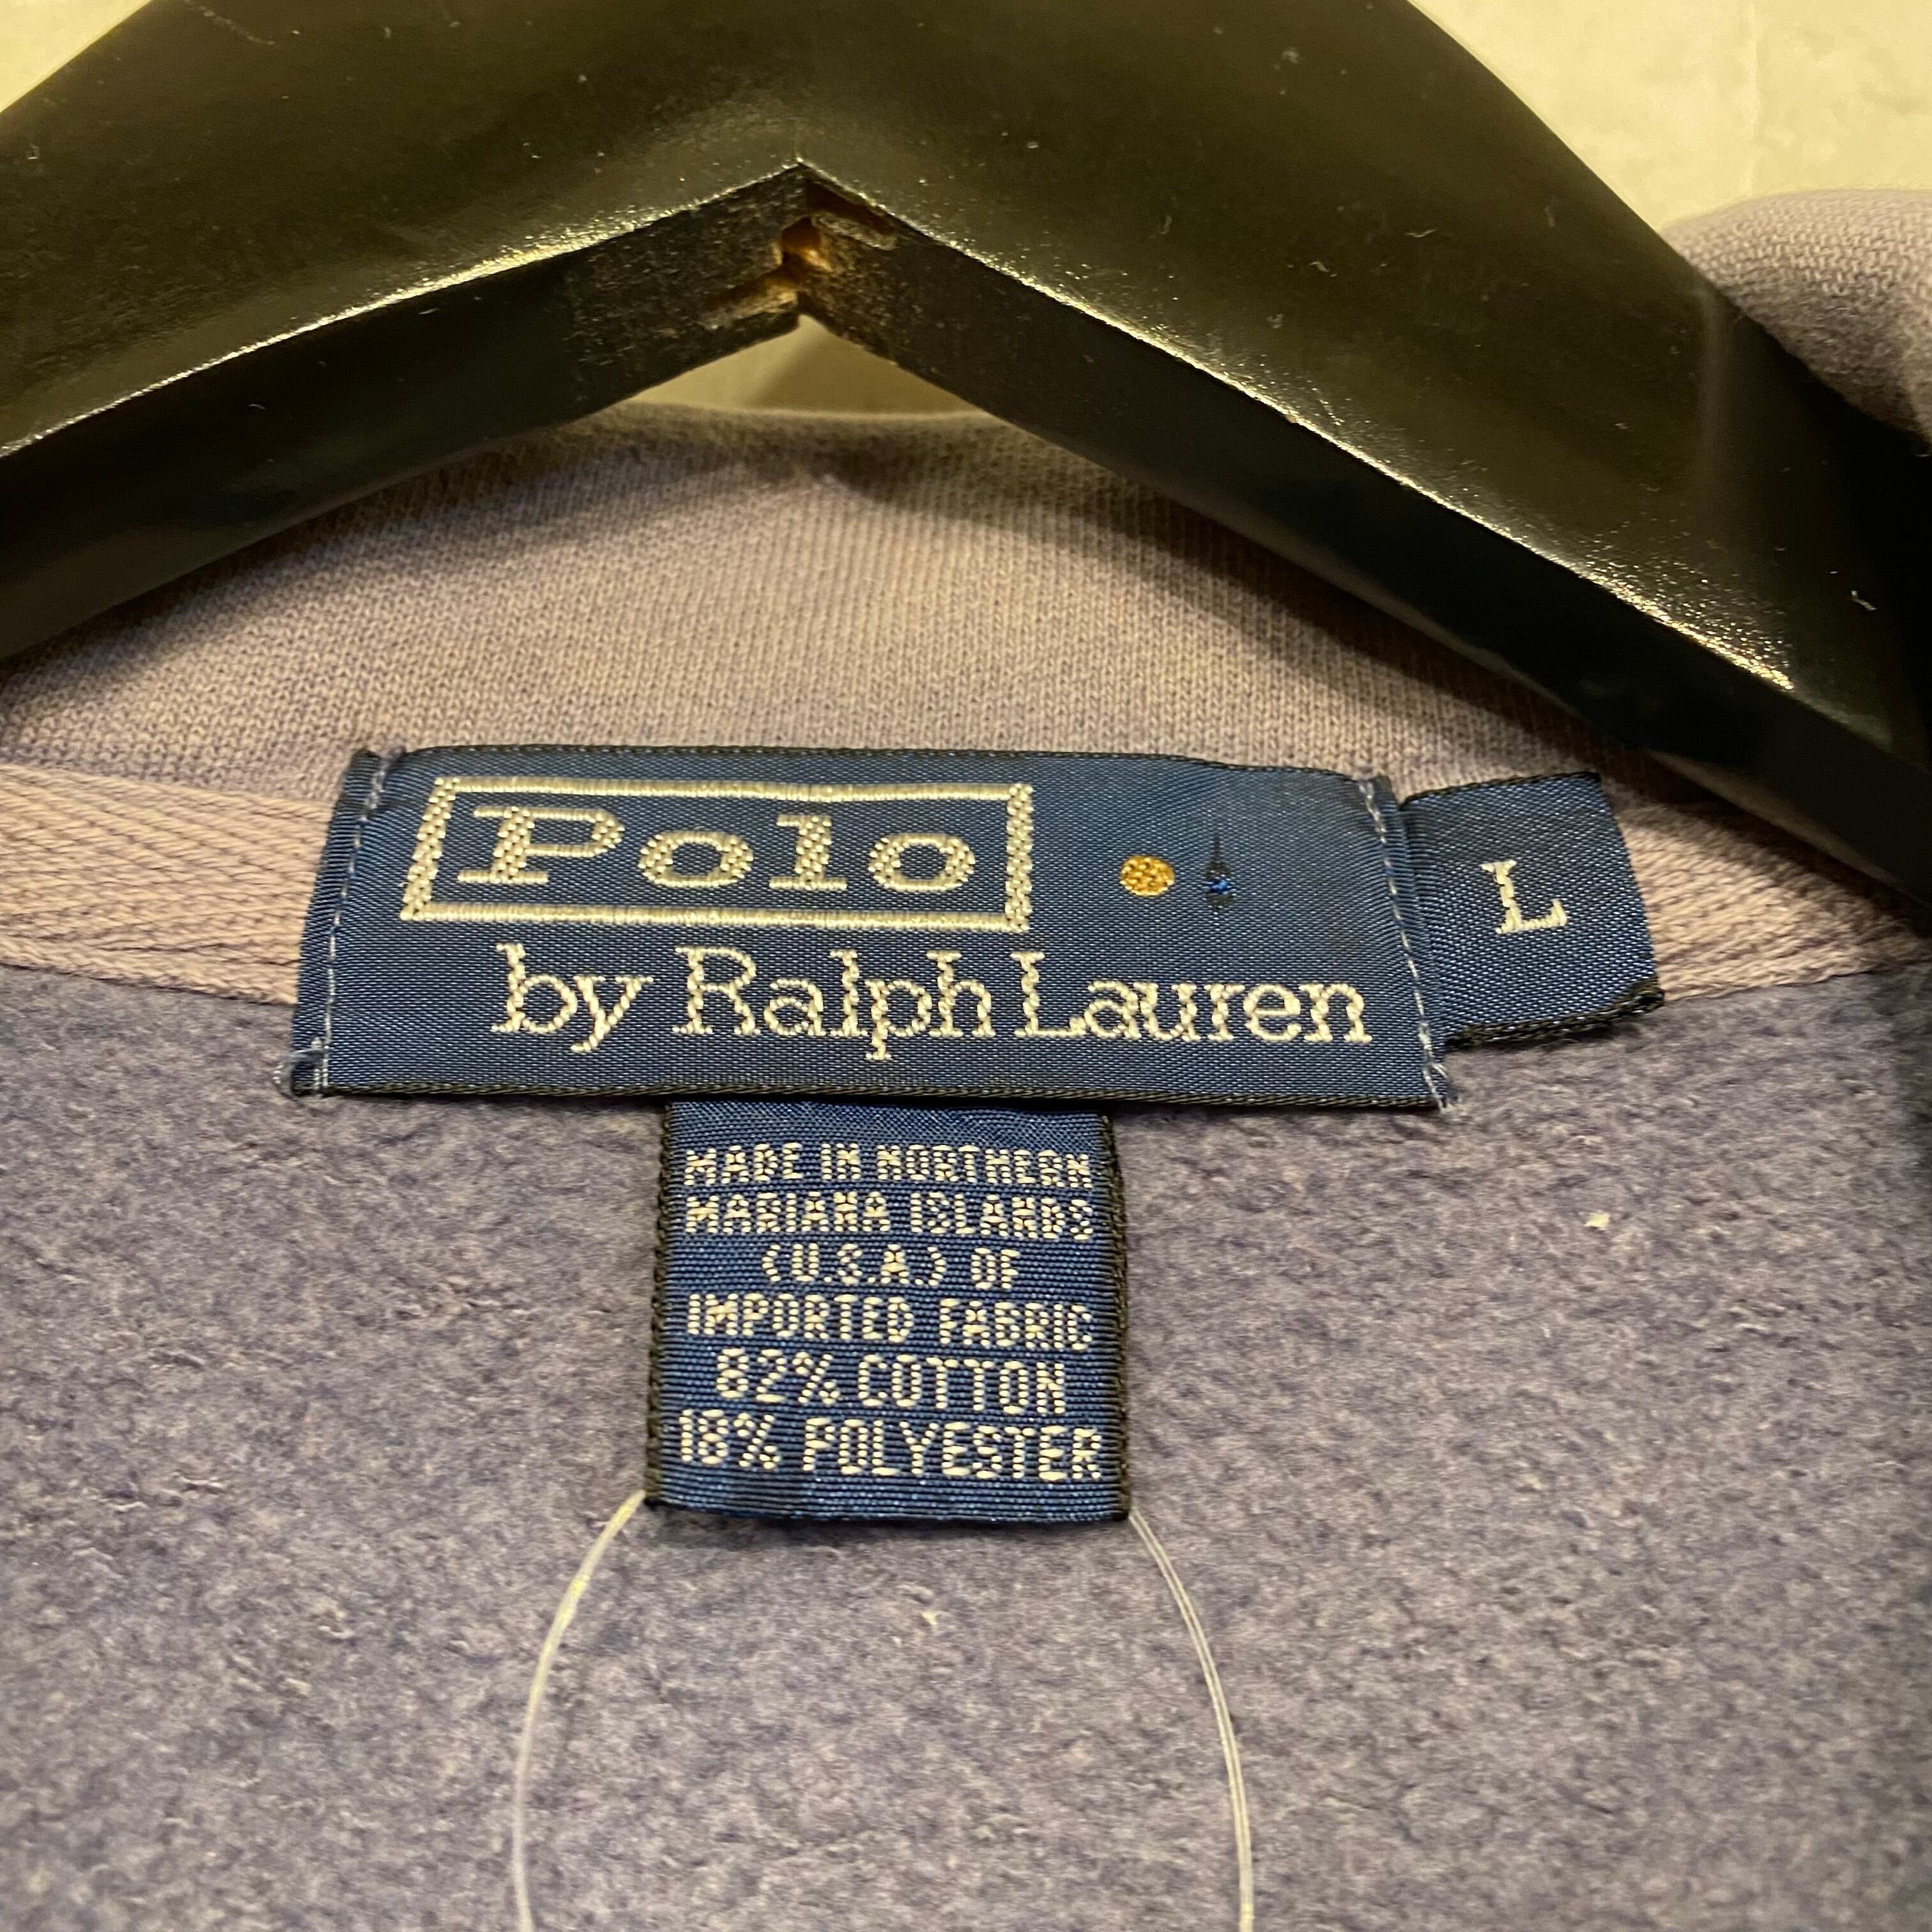 Polo
by Ralph Lauren
L
MADE IN NORTHERN
MARIANA ISLANDS
(U.S.A.) OF
IMPORTED FABRIC
82% COTTON
18% POLYESTER